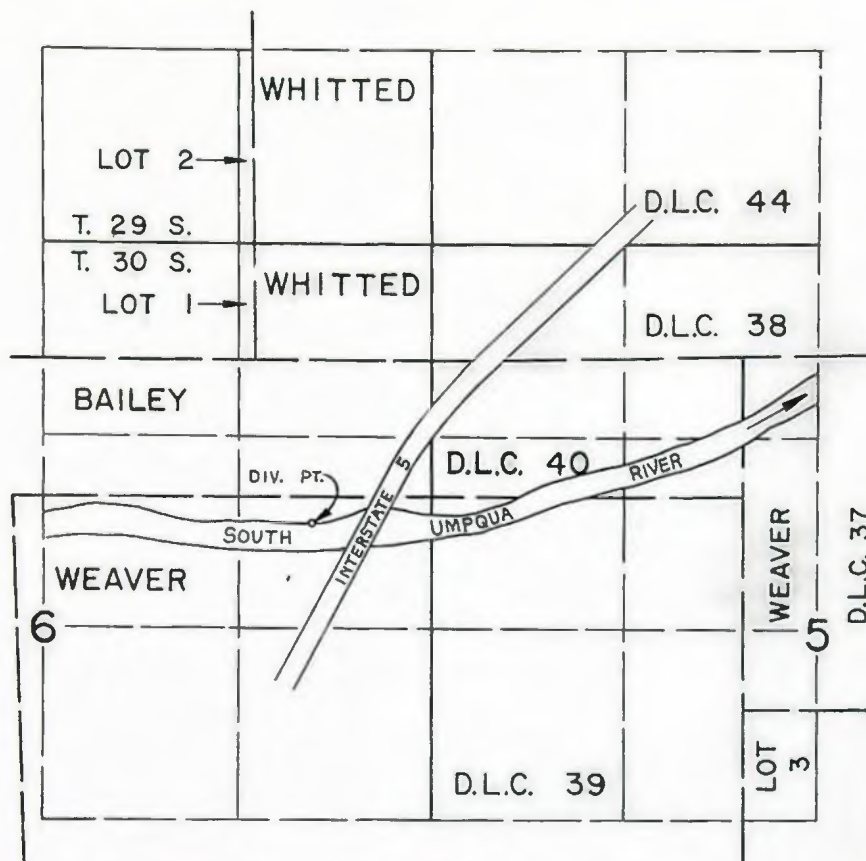 WHITTED
LOT 2
D.L.C. 44
T. 29 S.
T. 30 S.
WHITTED
LOT 1
D.L.C. 38
BAILEY
D.L.C. 40
DIV. PT.
RIVER
UMPQUA
SOUTH
INTERSTATE 5
WEAVER
WEAVER
D.L.C. 37
6
5
D.L.C. 39
LOT 3